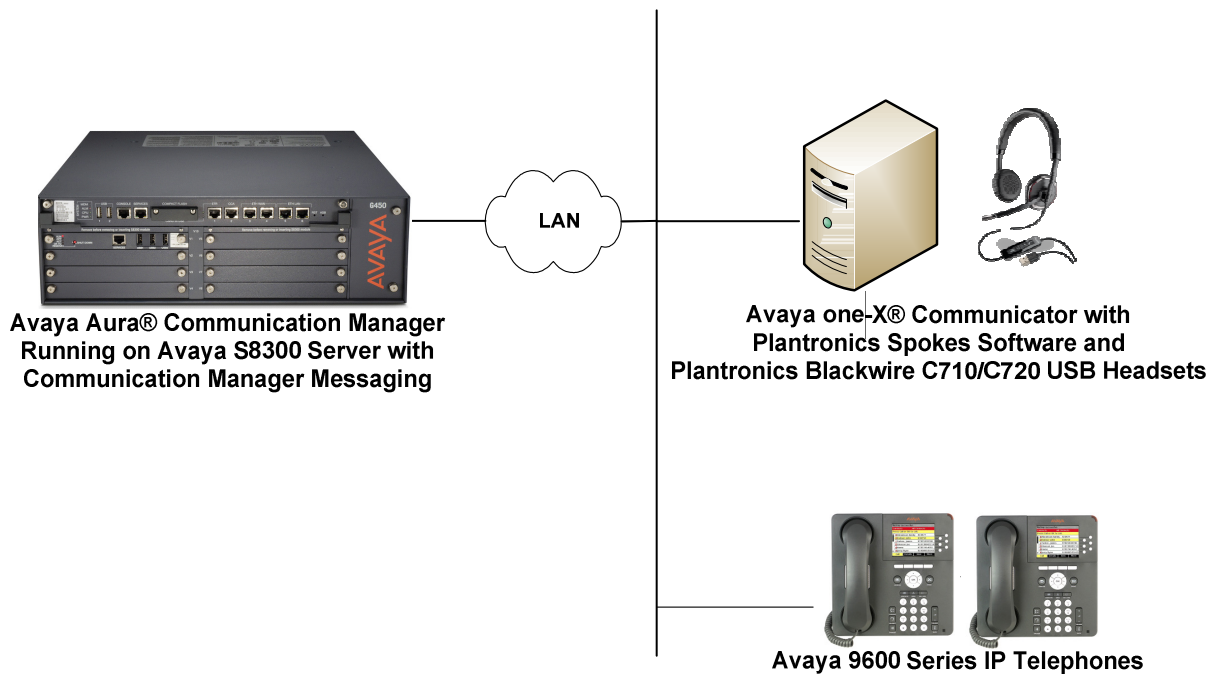 G450
AVAYA
LAN
Avaya Aura® Communication Manager
Running on Avaya S8300 Server with
Communication Manager Messaging
Avaya one-X® Communicator with
Plantronics Spokes Software and
Plantronics Blackwire C710/C720 USB Headsets
Avaya 9600 Series IP Telephones